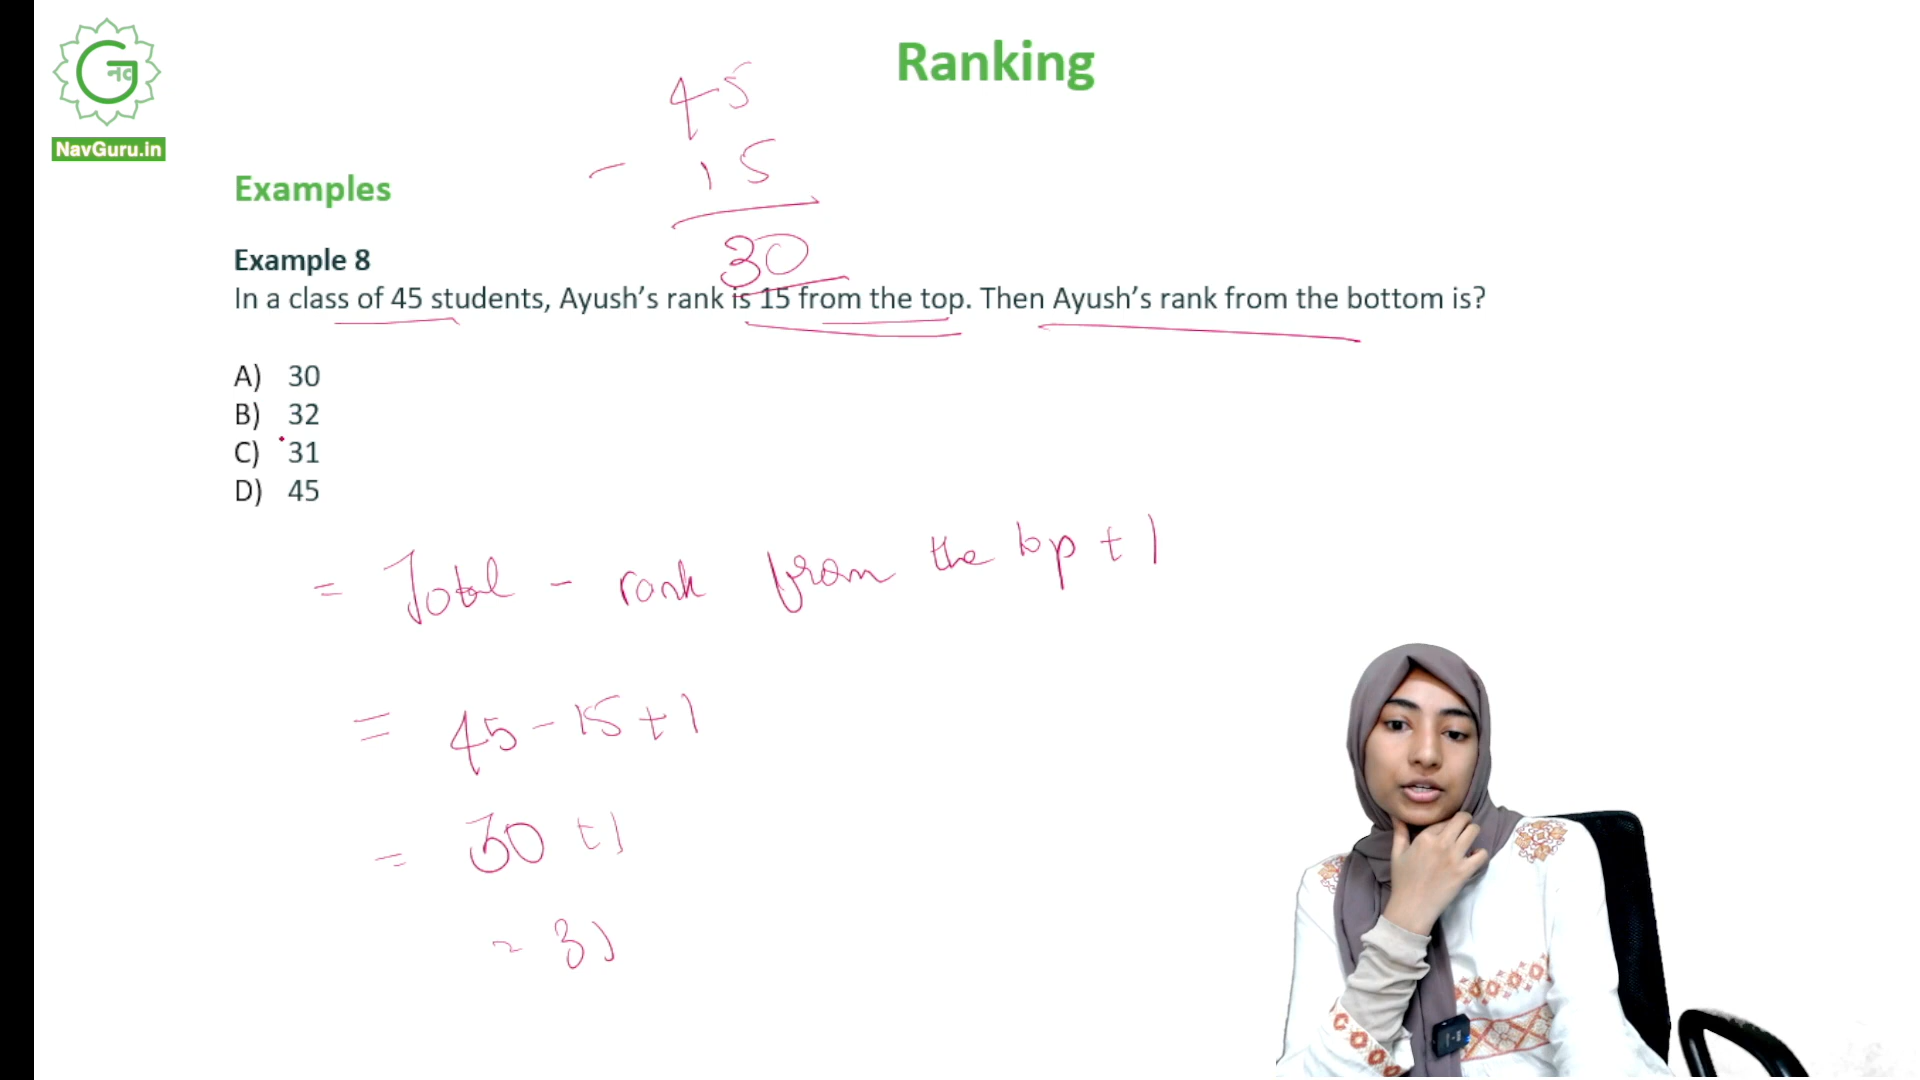 नव
NavGuru.in
Ranking
45
- 15
30
Examples
Example 8
In a class of 45 students, Ayush’s rank is 15 from the top. Then Ayush’s rank from the bottom is?
A) 30
B) 32
C) 31
D) 45
= Total - rank from the top + 1
= 45 - 15 + 1
= 30 + 1
= 31